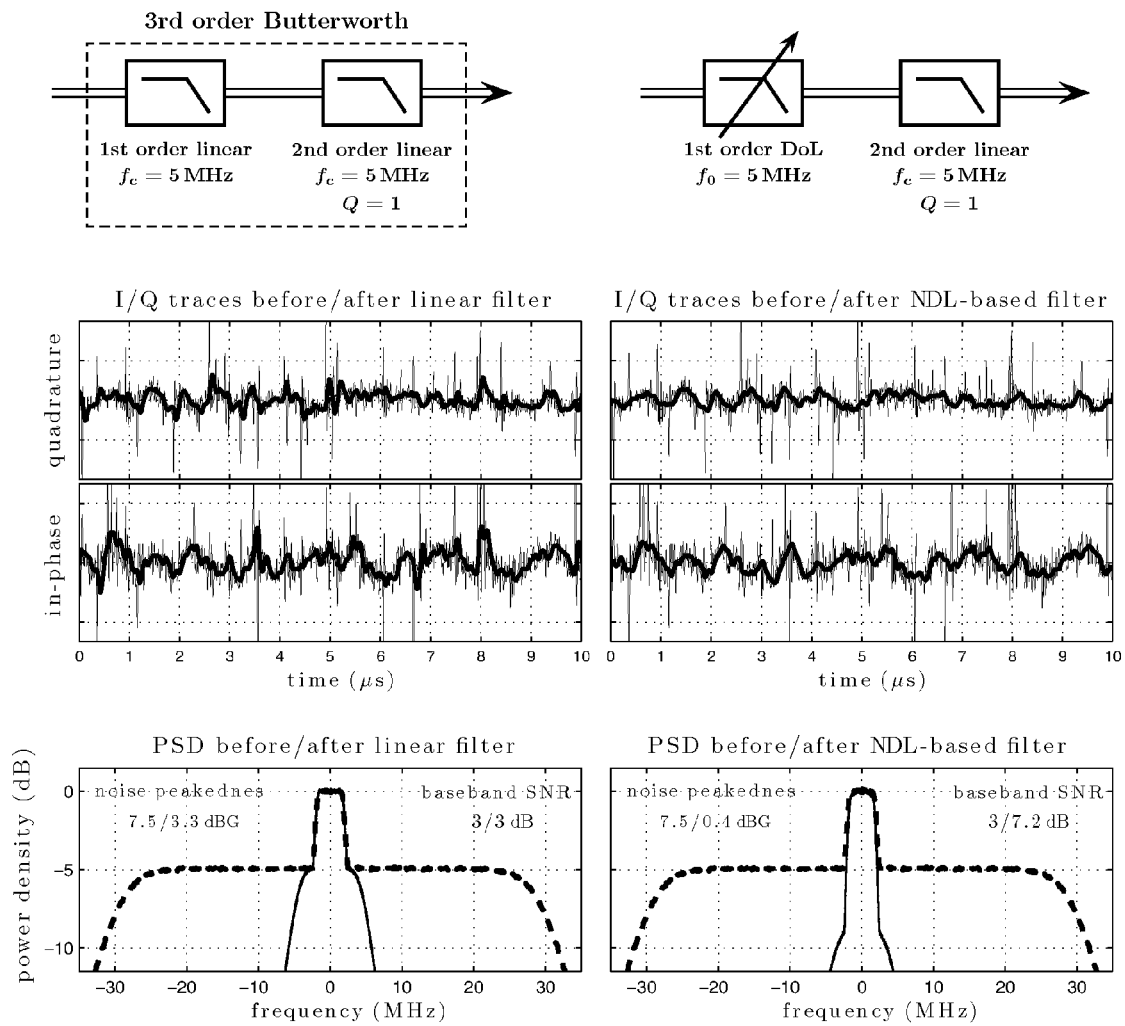 3rd order Butterworth
1st order linear
f_c = 5 MHz
2nd order linear
f_c = 5 MHz
Q = 1
1st order DoL
f_0 = 5 MHz
2nd order linear
f_c = 5 MHz
Q = 1
I/Q traces before/after linear filter
I/Q traces before/after NDL-based filter
quadrature
in-phase
0 1 2 3 4 5 6 7 8 9 10
time (μs)
0 1 2 3 4 5 6 7 8 9 10
time (μs)
PSD before/after linear filter
PSD before/after NDL-based filter
power density (dB)
0
−5
−10
noise peakednes
7.5/3.3 dBG
baseband SNR
3/3 dB
−30 −20 −10 0 10 20 30
frequency (MHz)
0
−5
−10
noise peakednes
7.5/0.4 dBG
baseband SNR
3/7.2 dB
−30 −20 −10 0 10 20 30
frequency (MHz)